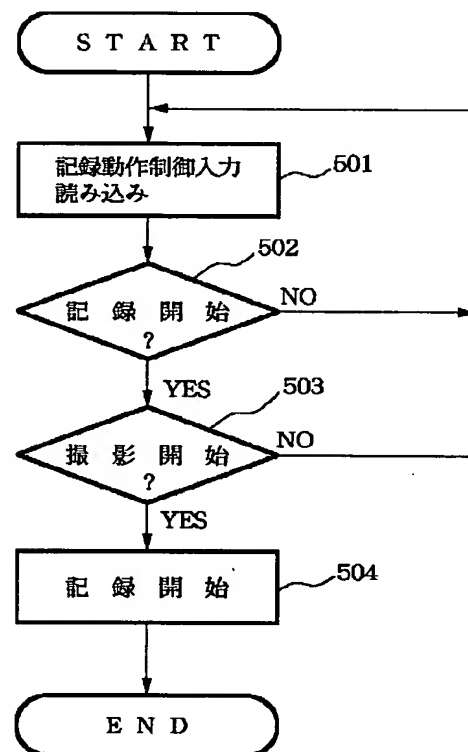 START
記録動作制御入力
読み込み
501
502
記録開始
?
NO
YES
503
撮影開始
?
NO
YES
記録開始
504
END